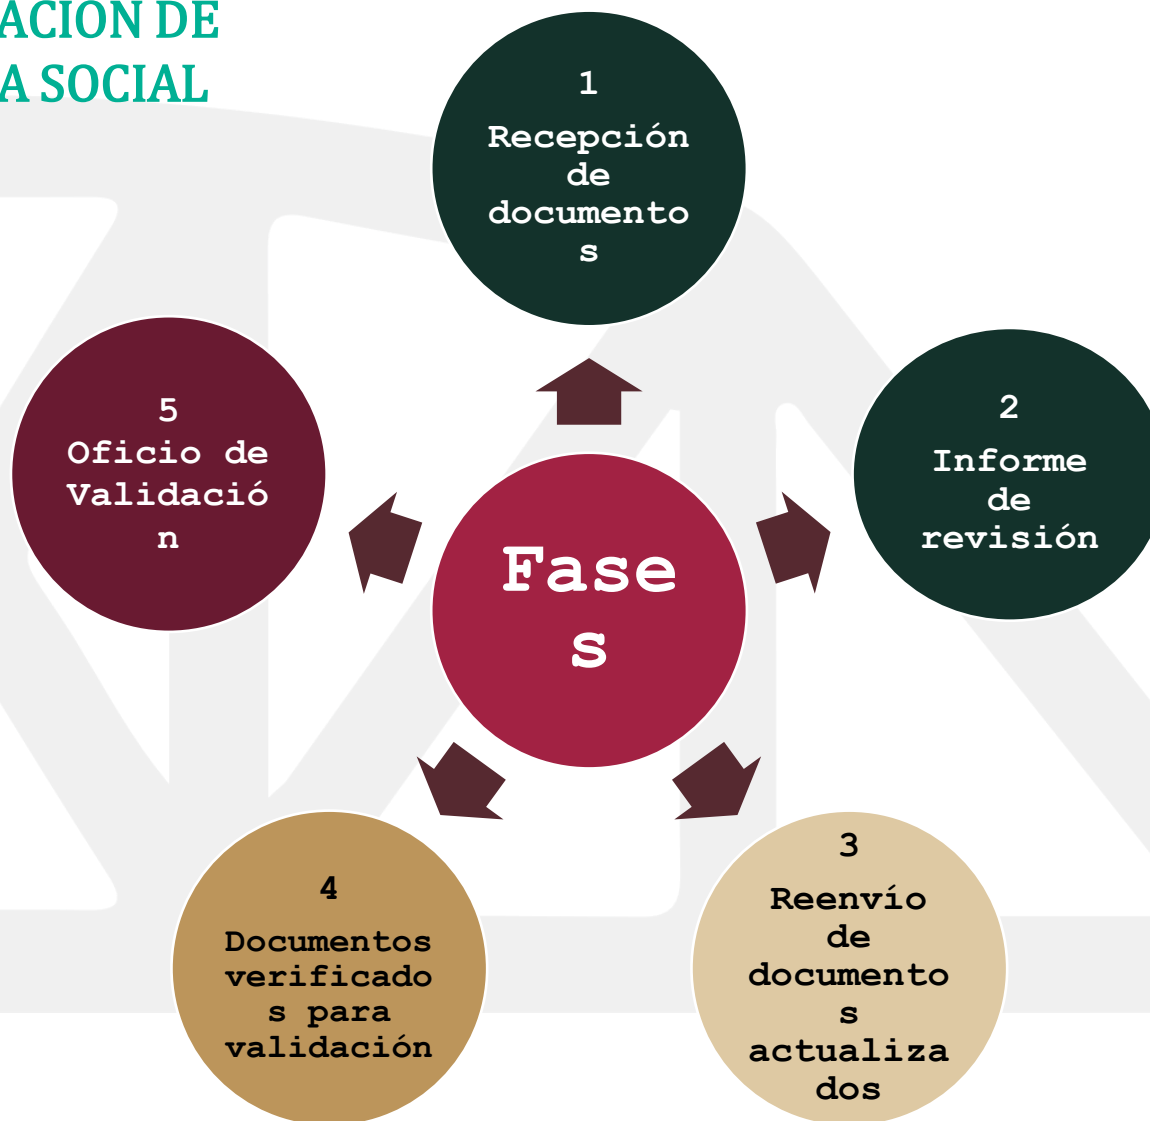 ACIÓN DE
A SOCIAL
1
Recepción
de
documento
s
2
Informe
de
revisión
3
Reenvío
de
documento
s
actualiza
dos
4
Documentos
verificado
s para
validación
5
Oficio de
Validació
n
Fase
s